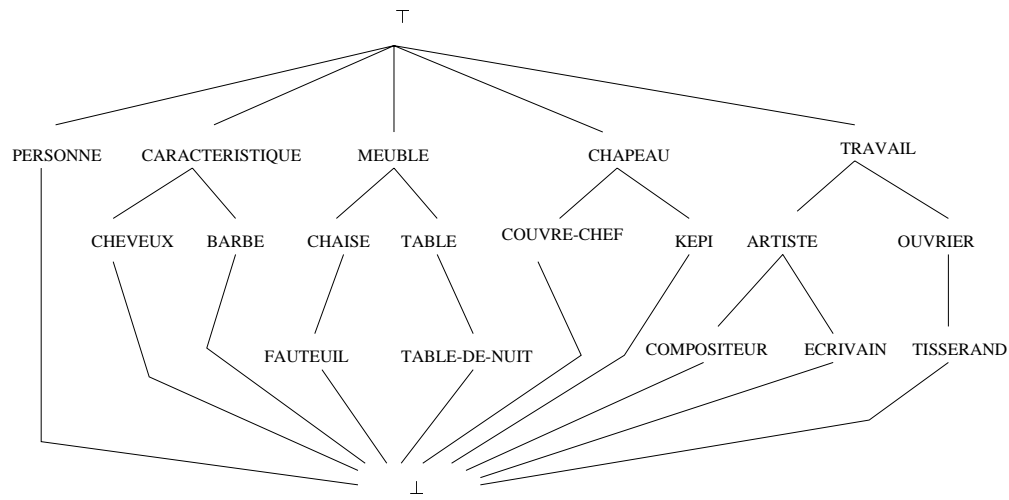 ⊤
PERSONNE CARACTERISTIQUE MEUBLE CHAPEAU TRAVAIL
CHEVEUX BARBE CHAISE TABLE COUVRE-CHEF KEPI ARTISTE OUVRIER
FAUTEUIL TABLE-DE-NUIT COMPOSITEUR ECRIVAIN TISSERAND
⊥